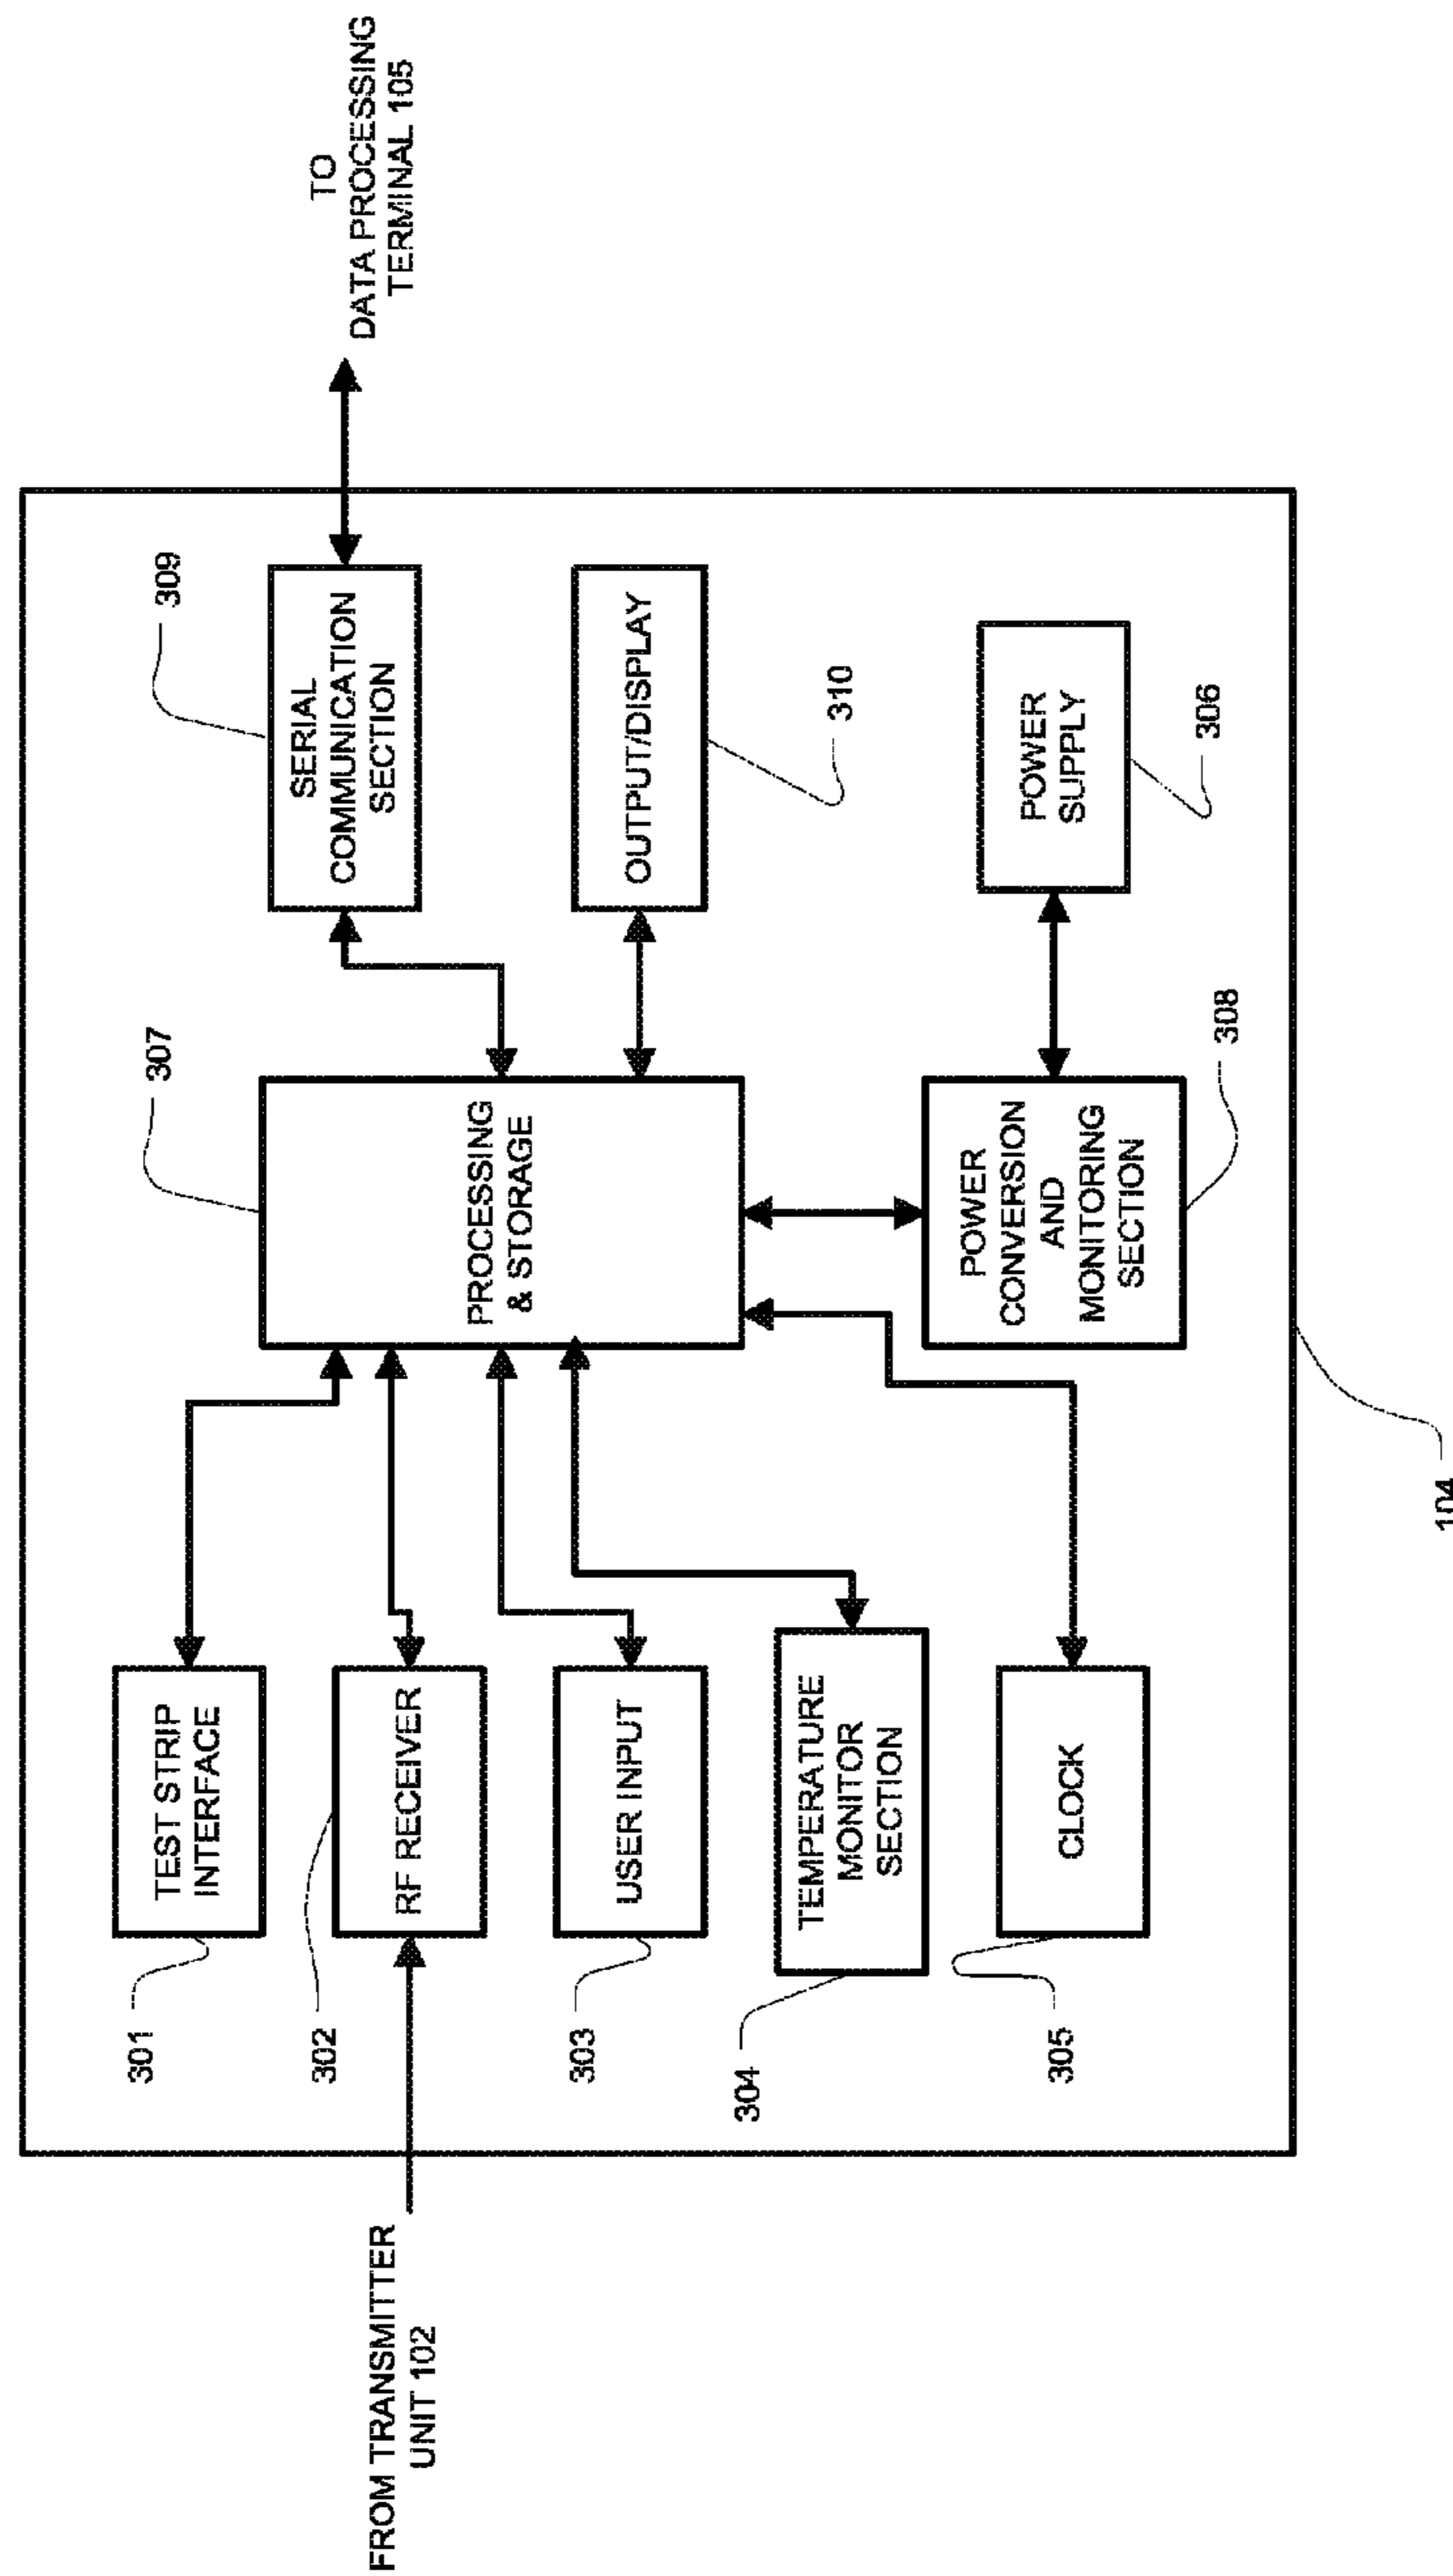 FROM TRANSMITTER
UNIT 102
301
TEST STRIP
INTERFACE
302
RF RECEIVER
303
USER INPUT
304
TEMPERATURE
MONITOR
SECTION
305
CLOCK
307
PROCESSING
& STORAGE
308
POWER
CONVERSION
AND
MONITORING
SECTION
309
SERIAL
COMMUNICATION
SECTION
OUTPUT/DISPLAY
310
POWER
SUPPLY
306
TO
DATA PROCESSING
TERMINAL 105
104